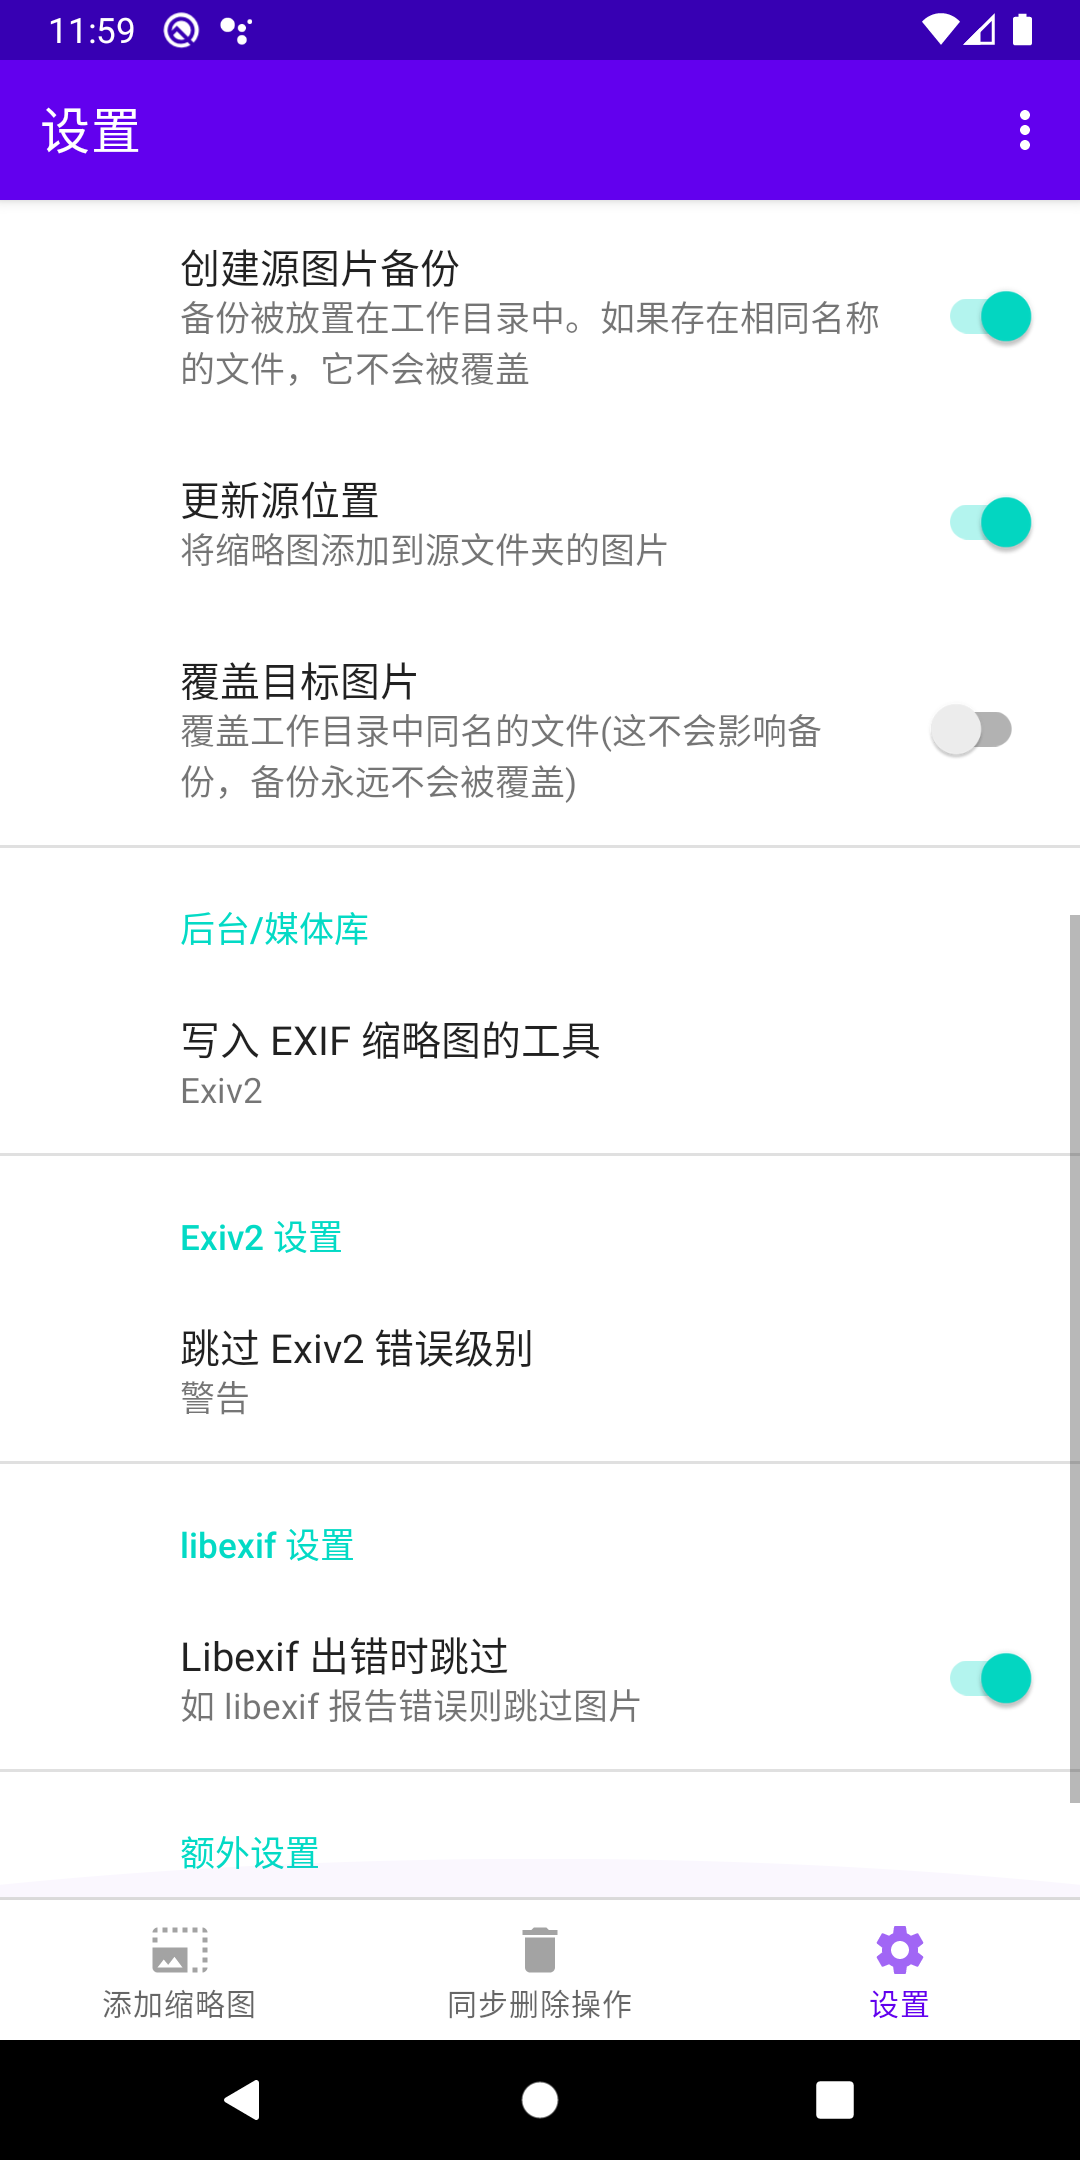 11:59
设置
创建源图片备份
备份被放置在工作目录中。如果存在相同名称
的文件，它不会被覆盖
更新源位置
将缩略图添加到源文件夹的图片
覆盖目标图片
覆盖工作目录中同名的文件(这不会影响备
份，备份永远不会被覆盖)
后台/媒体库
写入 EXIF 缩略图的工具
Exiv2
Exiv2 设置
跳过 Exiv2 错误级别
警告
libexif 设置
Libexif 出错时跳过
如 libexif 报告错误则跳过图片
额外设置
添加缩略图
同步删除操作
设置